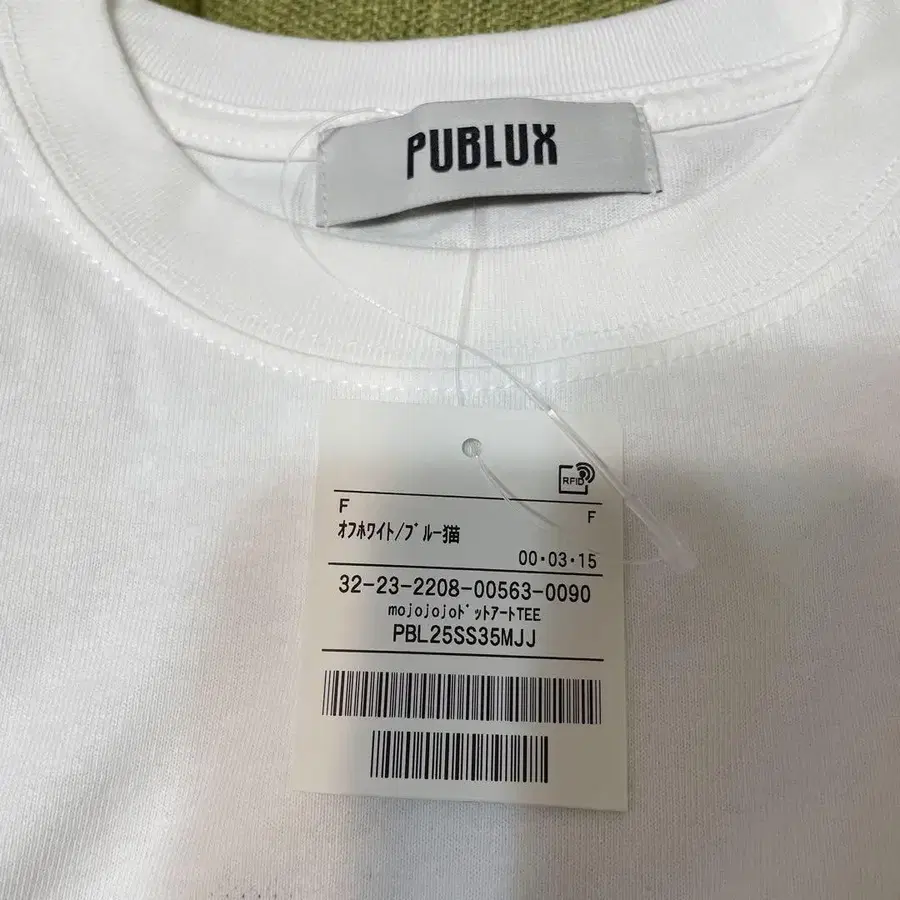 PUBLUX
RFID
F F
オフホワイト/ブルー猫
00・03・15
32-23-2208-00563-0090
mojojojoドットアートTEE
PBL25SS35MJJ